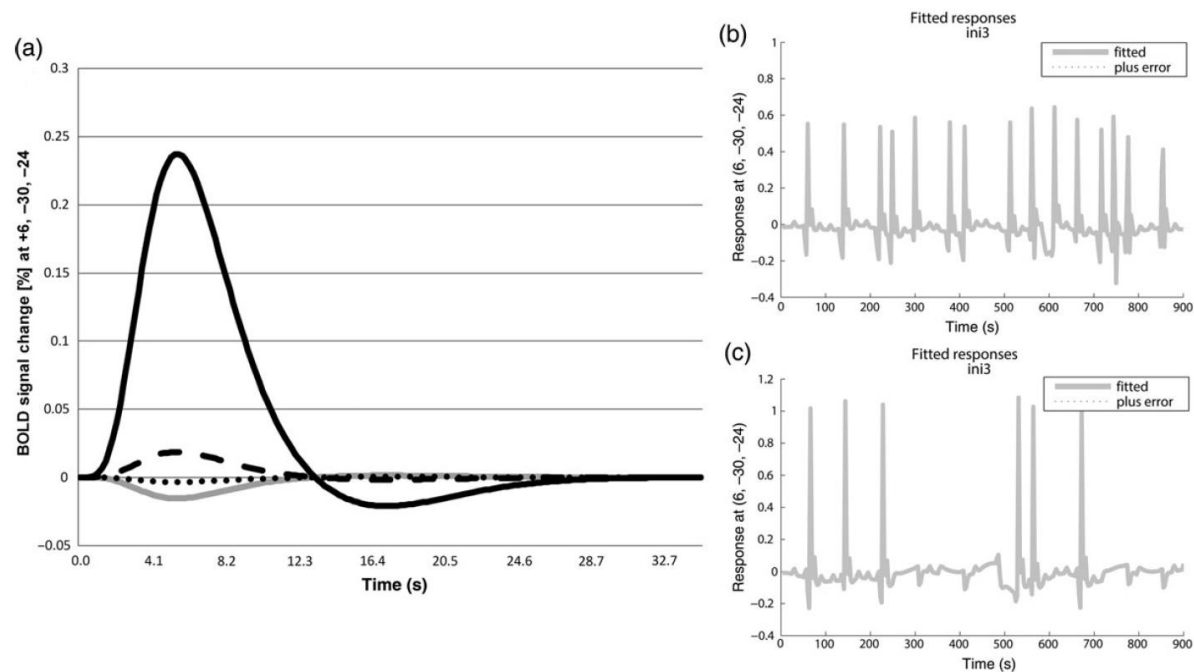 (a)
BOLD signal change [%] at +6, −30, −24
0.3
0.25
0.2
0.15
0.1
0.05
0
−0.05
0.0 4.1 8.2 12.3 16.4 20.5 24.6 28.7 32.7
Time (s)
(b)
Fitted responses
ini3
fitted
plus error
Response at (6, −30, −24)
1
0.8
0.6
0.4
0.2
0
−0.2
−0.4
0 100 200 300 400 500 600 700 800 900
Time (s)
(c)
Fitted responses
ini3
fitted
plus error
Response at (6, −30, −24)
1.2
1
0.8
0.6
0.4
0.2
0
−0.2
−0.4
0 100 200 300 400 500 600 700 800 900
Time (s)